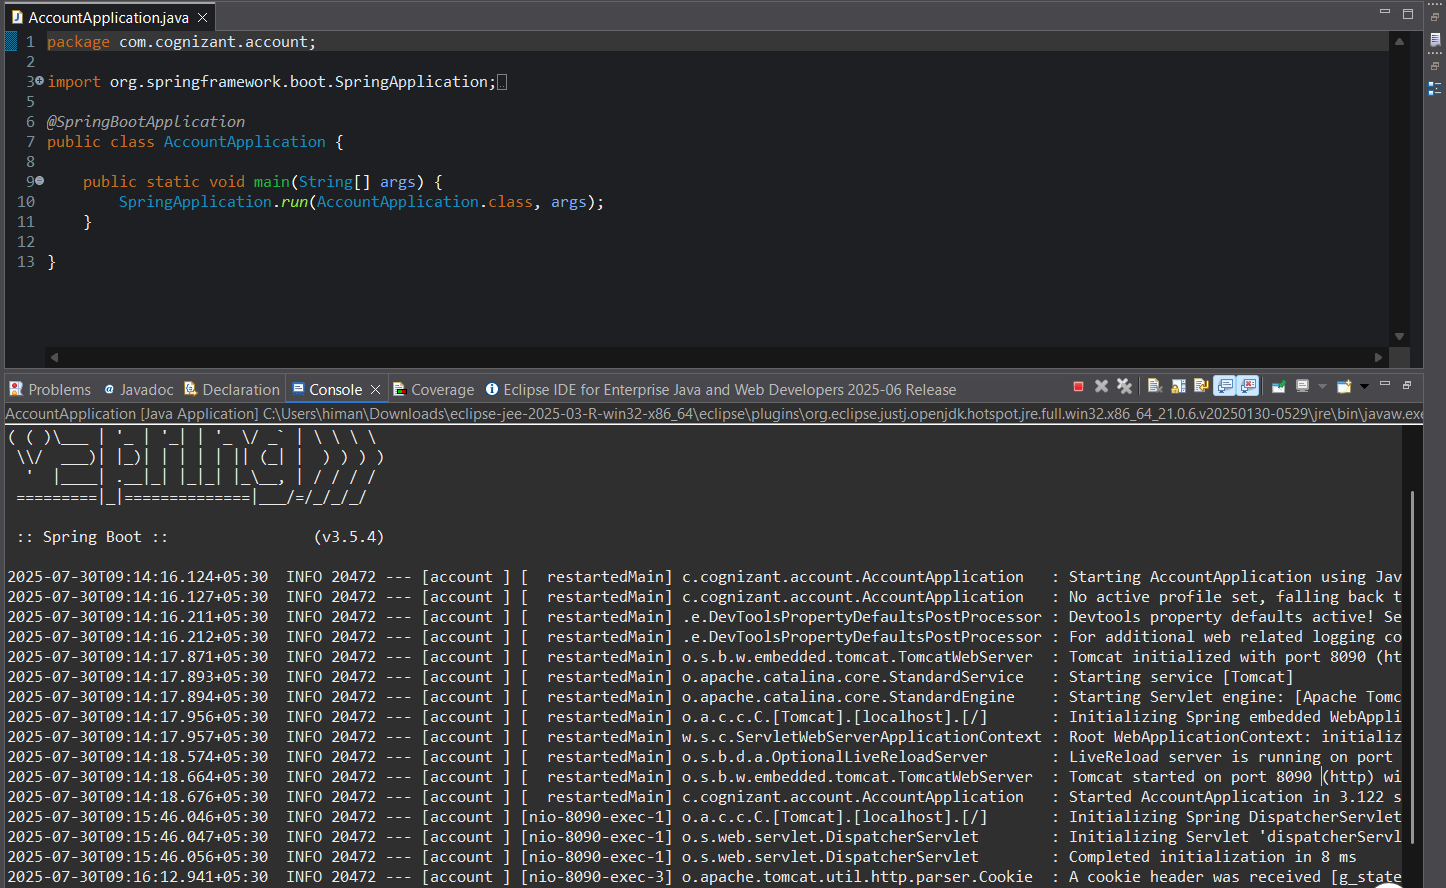 AccountApplication.java
1 package com.cognizant.account;
2
3 import org.springframework.boot.SpringApplication;
5
6 @SpringBootApplication
7 public class AccountApplication {
8
9     public static void main(String[] args) {
10         SpringApplication.run(AccountApplication.class, args);
11     }
12
13 }
Problems @ Javadoc Declaration Console Coverage Eclipse IDE for Enterprise Java and Web Developers 2025-06 Release
AccountApplication [Java Application] C:\Users\himan\Downloads\eclipse-jee-2025-03-R-win32-x86_64\eclipse\plugins\org.eclipse.justj.openjdk.hotspot.jre.full.win32.x86_64_21.0.6.v20250130-0529\jre\bin\javaw.exe
( ( )\___ | '_ | '_| | '_ \/ _` | \ \ \ \
 \\/  ___)| |_)| | | | | || (_| |  ) ) ) )
  '  |____| .__|_| |_|_| |_\__, | / / / /
 =========|_|==============|___/=/_/_/_/
 :: Spring Boot ::                (v3.5.4)
2025-07-30T09:14:16.124+05:30  INFO 20472 --- [account ] [  restartedMain] c.cognizant.account.AccountApplication   : Starting AccountApplication using Jav
2025-07-30T09:14:16.127+05:30  INFO 20472 --- [account ] [  restartedMain] c.cognizant.account.AccountApplication   : No active profile set, falling back t
2025-07-30T09:14:16.211+05:30  INFO 20472 --- [account ] [  restartedMain] .e.DevToolsPropertyDefaultsPostProcessor : Devtools property defaults active! Se
2025-07-30T09:14:16.212+05:30  INFO 20472 --- [account ] [  restartedMain] .e.DevToolsPropertyDefaultsPostProcessor : For additional web related logging co
2025-07-30T09:14:17.871+05:30  INFO 20472 --- [account ] [  restartedMain] o.s.b.w.embedded.tomcat.TomcatWebServer  : Tomcat initialized with port 8090 (ht
2025-07-30T09:14:17.893+05:30  INFO 20472 --- [account ] [  restartedMain] o.apache.catalina.core.StandardService   : Starting service [Tomcat]
2025-07-30T09:14:17.894+05:30  INFO 20472 --- [account ] [  restartedMain] o.apache.catalina.core.StandardEngine    : Starting Servlet engine: [Apache Tomc
2025-07-30T09:14:17.956+05:30  INFO 20472 --- [account ] [  restartedMain] o.a.c.c.C.[Tomcat].[localhost].[/]       : Initializing Spring embedded WebAppli
2025-07-30T09:14:17.957+05:30  INFO 20472 --- [account ] [  restartedMain] w.s.c.ServletWebServerApplicationContext : Root WebApplicationContext: initializ
2025-07-30T09:14:18.574+05:30  INFO 20472 --- [account ] [  restartedMain] o.s.b.d.a.OptionalLiveReloadServer       : LiveReload server is running on port
2025-07-30T09:14:18.664+05:30  INFO 20472 --- [account ] [  restartedMain] o.s.b.w.embedded.tomcat.TomcatWebServer  : Tomcat started on port 8090 (http) wi
2025-07-30T09:14:18.676+05:30  INFO 20472 --- [account ] [  restartedMain] c.cognizant.account.AccountApplication   : Started AccountApplication in 3.122 s
2025-07-30T09:15:46.046+05:30  INFO 20472 --- [account ] [nio-8090-exec-1] o.a.c.c.C.[Tomcat].[localhost].[/]       : Initializing Spring DispatcherServlet
2025-07-30T09:15:46.047+05:30  INFO 20472 --- [account ] [nio-8090-exec-1] o.s.web.servlet.DispatcherServlet        : Initializing Servlet 'dispatcherServl
2025-07-30T09:15:46.056+05:30  INFO 20472 --- [account ] [nio-8090-exec-1] o.s.web.servlet.DispatcherServlet        : Completed initialization in 8 ms
2025-07-30T09:16:12.941+05:30  INFO 20472 --- [account ] [nio-8090-exec-3] o.apache.tomcat.util.http.parser.Cookie  : A cookie header was received [g_state